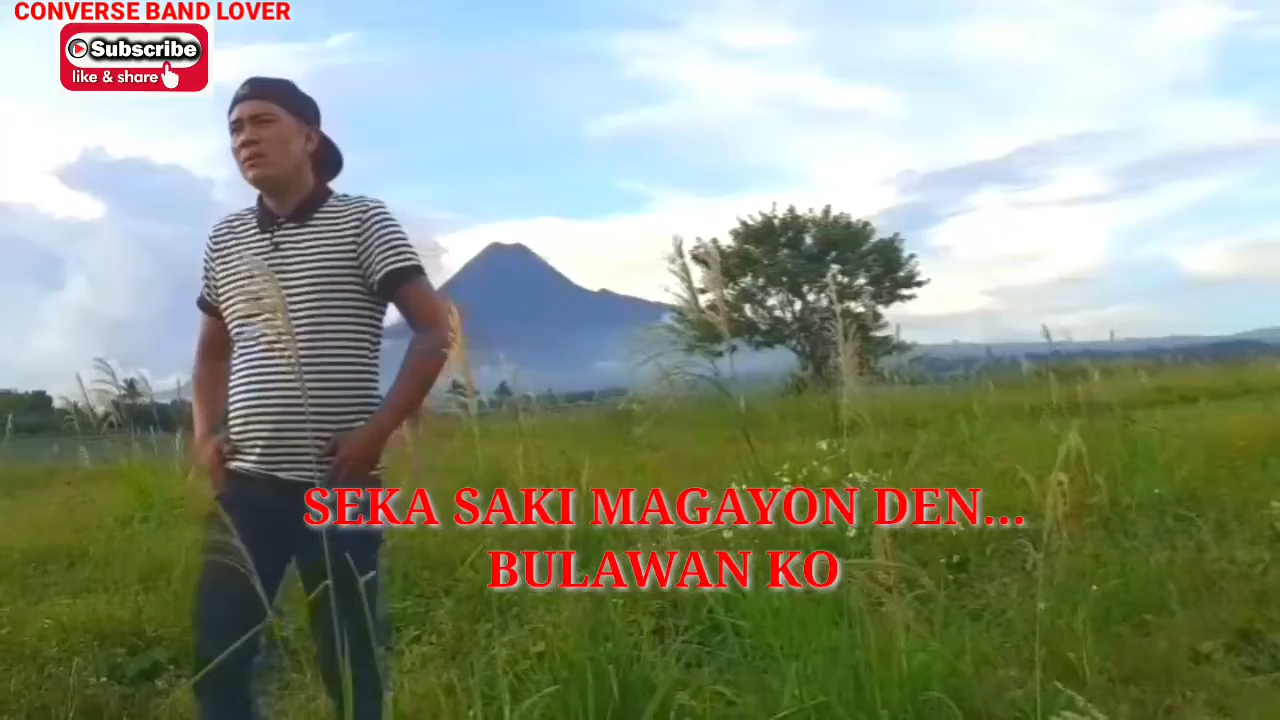 CONVERSE BAND LOVER
Subscribe
like & share
SEKA SAKI MAGAYON DEN...
BULAWAN KO